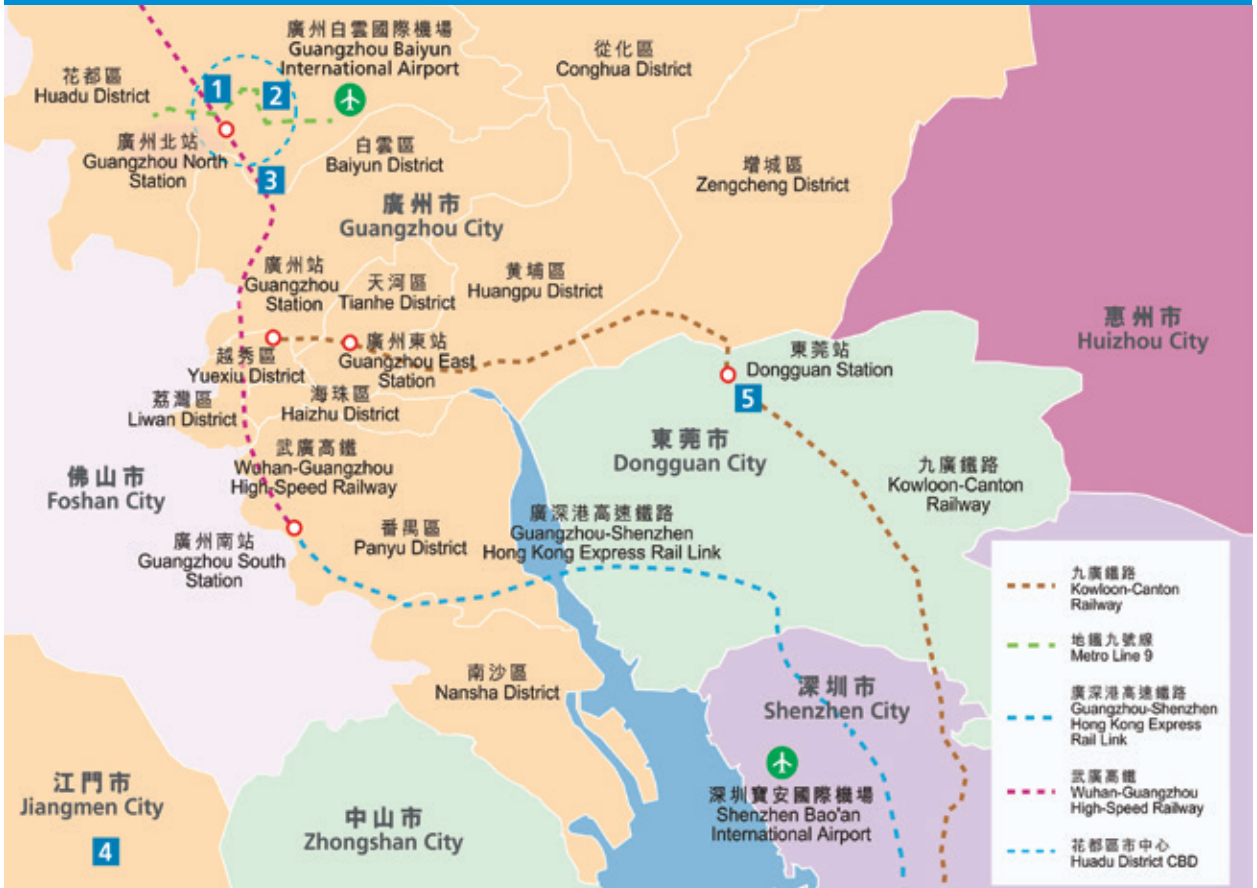 廣州白雲國際機場
Guangzhou Baiyun
International Airport
從化區
Conghua District
花都區
Huadu District
1
2
廣州北站
Guangzhou North
Station
白雲區
Baiyun District
3
增城區
Zengcheng District
廣州市
Guangzhou City
廣州站
Guangzhou
Station
天河區
Tianhe District
黄埔區
Huangpu District
惠州市
Huizhou City
越秀區
Yuexiu District
廣州東站
Guangzhou East
Station
東莞站
Dongguan Station
5
荔灣區
Liwan District
海珠區
Haizhu District
武廣高鐵
Wuhan-Guangzhou
High-Speed Railway
東莞市
Dongguan City
九廣鐵路
Kowloon-Canton
Railway
佛山市
Foshan City
廣州南站
Guangzhou South
Station
番禺區
Panyu District
廣深港高速鐵路
Guangzhou-Shenzhen
Hong Kong Express Rail Link
南沙區
Nansha District
深圳市
Shenzhen City
深圳寶安國際機場
Shenzhen Bao'an
International Airport
江門市
Jiangmen City
4
中山市
Zhongshan City
九廣鐵路
Kowloon-Canton
Railway
地鐵九號線
Metro Line 9
廣深港高速鐵路
Guangzhou-Shenzhen
Hong Kong Express
Rail Link
武廣高鐵
Wuhan-Guangzhou
High-Speed Railway
花都區市中心
Huadu District CBD